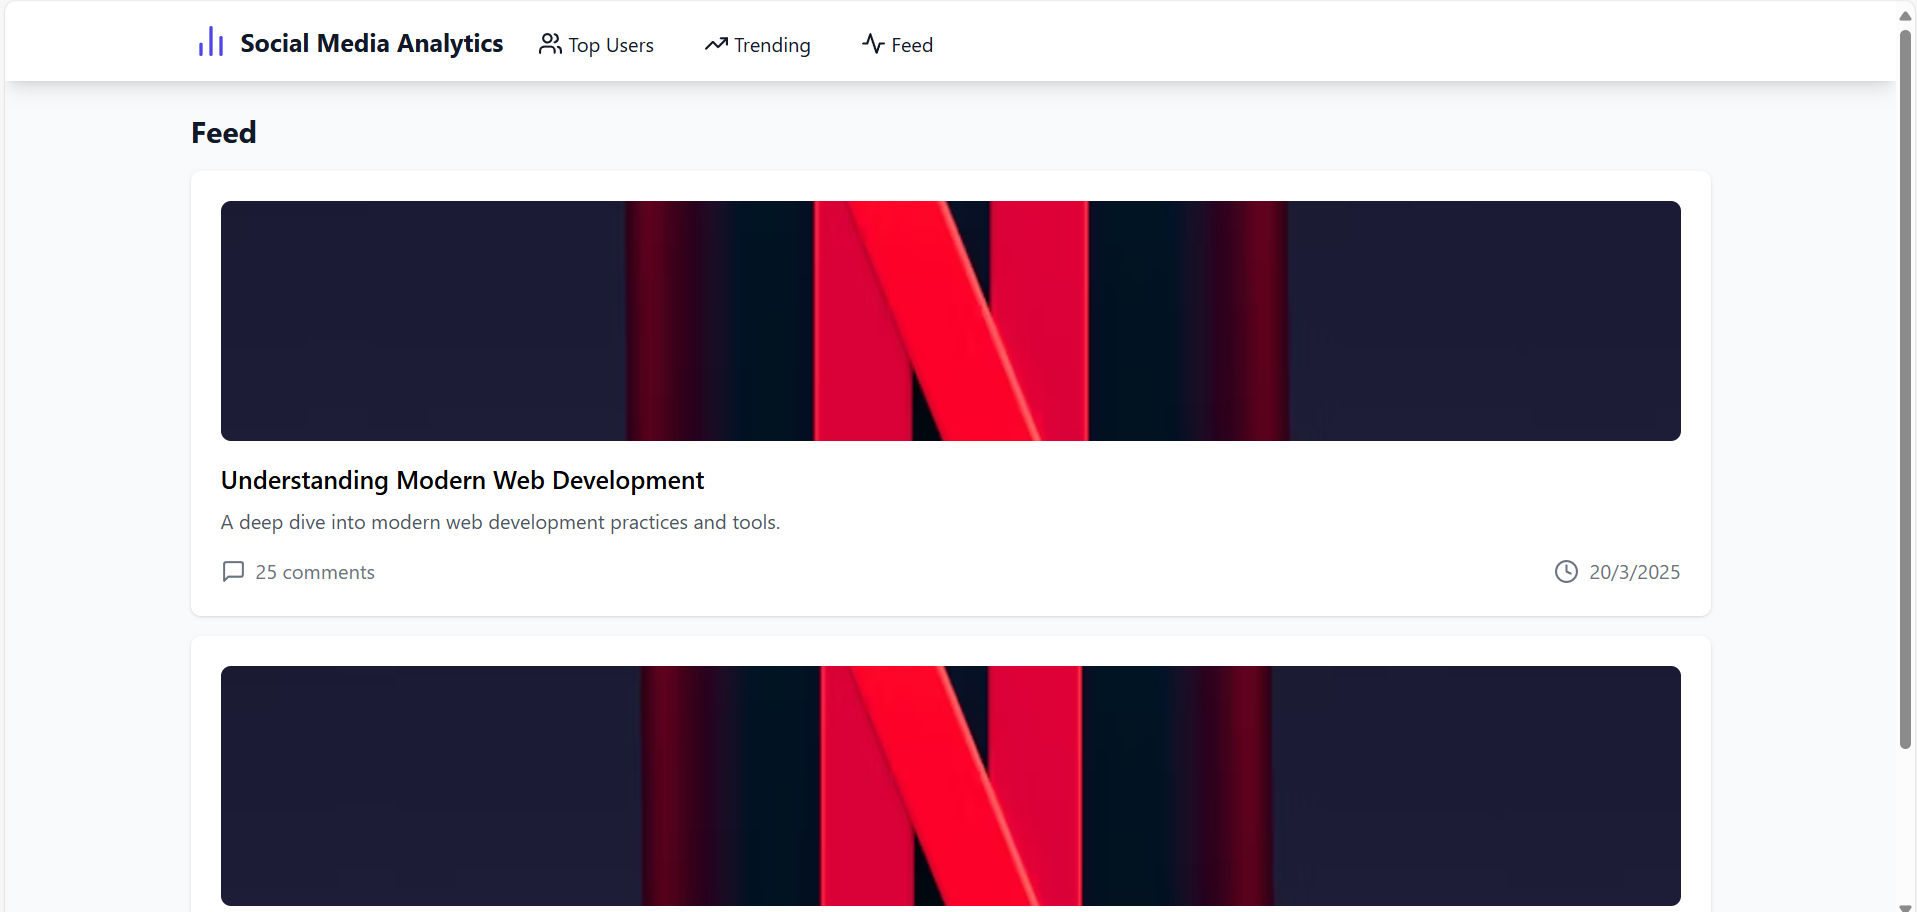 Social Media Analytics
Top Users
Trending
Feed
Feed
Understanding Modern Web Development
A deep dive into modern web development practices and tools.
25 comments
20/3/2025